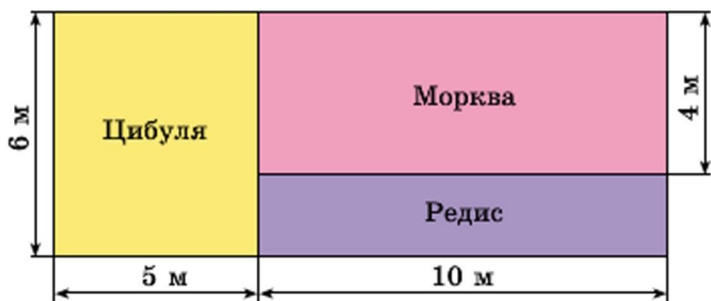 6 м
Цибуля
Морква
4 м
Редис
5 м
10 м